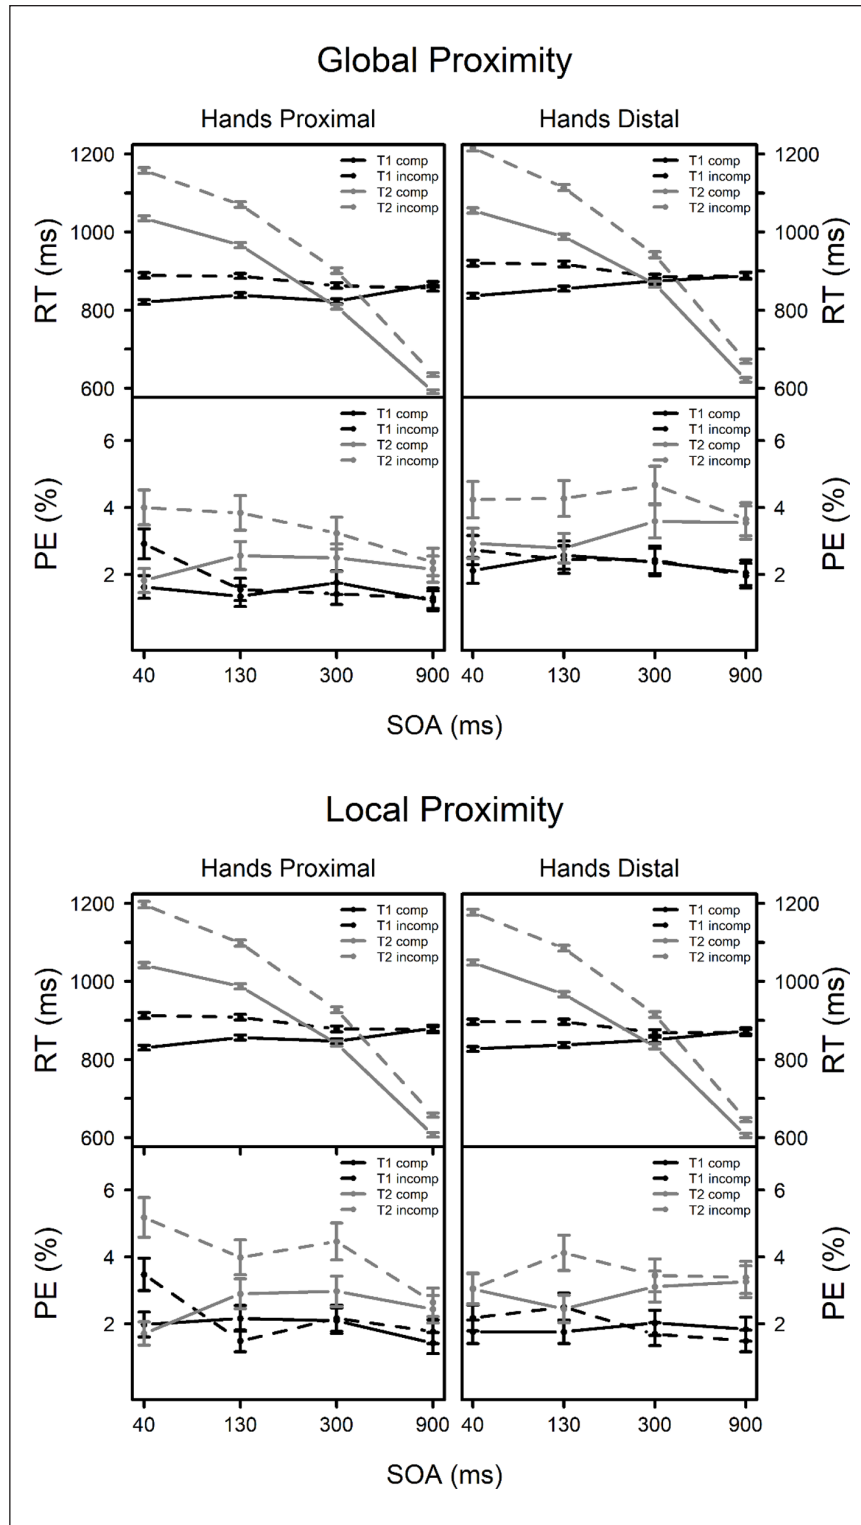 Global Proximity
Hands Proximal
Hands Distal
RT (ms)
1200
1000
800
600
T1 comp
T1 incomp
T2 comp
T2 incomp
T1 comp
T1 incomp
T2 comp
T2 incomp
1200
1000
800
600
RT (ms)
PE (%)
6
4
2
T1 comp
T1 incomp
T2 comp
T2 incomp
T1 comp
T1 incomp
T2 comp
T2 incomp
6
4
2
PE (%)
40 130 300 900
40 130 300 900
SOA (ms)
Local Proximity
Hands Proximal
Hands Distal
RT (ms)
1200
1000
800
600
T1 comp
T1 incomp
T2 comp
T2 incomp
T1 comp
T1 incomp
T2 comp
T2 incomp
1200
1000
800
600
RT (ms)
PE (%)
6
4
2
T1 comp
T1 incomp
T2 comp
T2 incomp
T1 comp
T1 incomp
T2 comp
T2 incomp
6
4
2
PE (%)
40 130 300 900
40 130 300 900
SOA (ms)